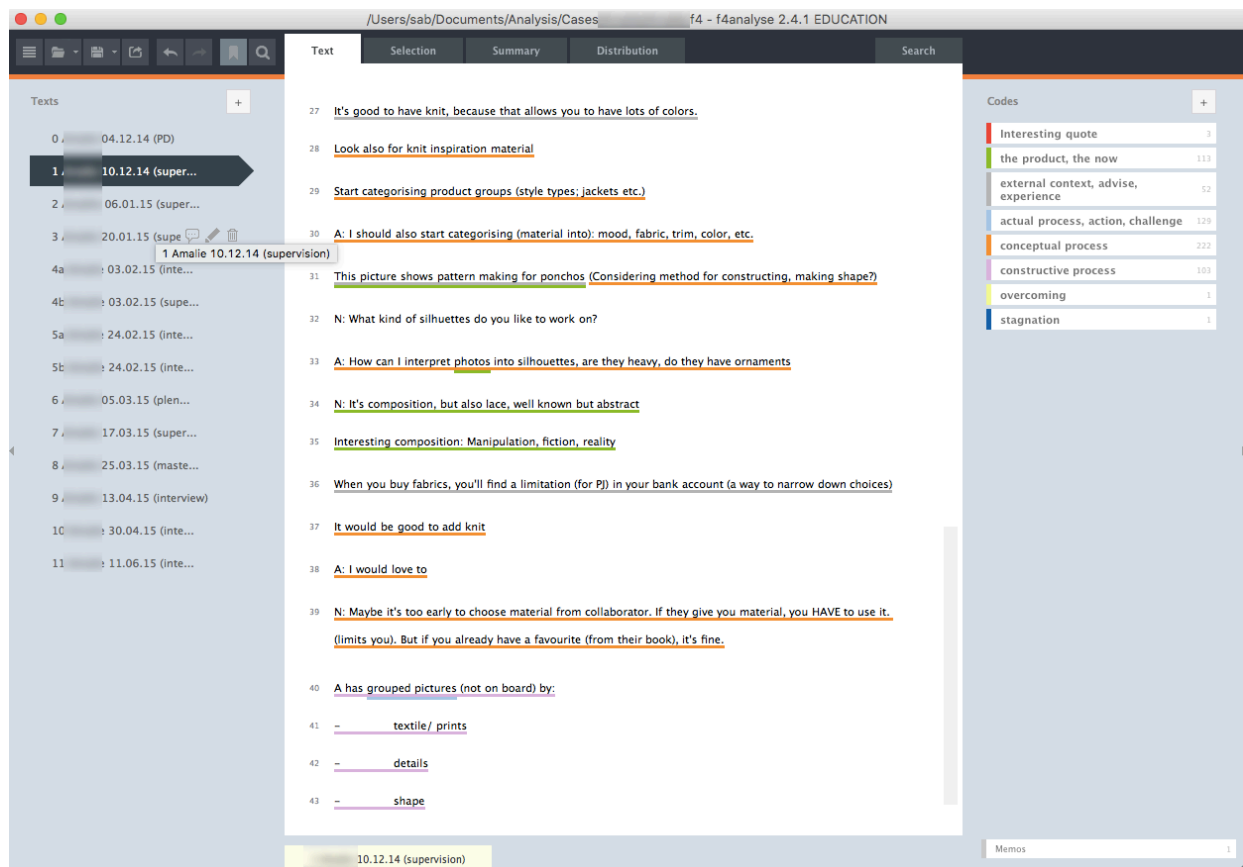 /Users/sab/Documents/Analysis/Cases f4 - f4analyse 2.4.1 EDUCATION
Text Selection Summary Distribution Search
Texts +
0 04.12.14 (PD)
1 10.12.14 (super...
2 06.01.15 (super...
3 20.01.15 (supe
1 Amalie 10.12.14 (supervision)
4a 03.02.15 (inte...
4b 03.02.15 (supe...
5a 24.02.15 (inte...
5b 24.02.15 (inte...
6 05.03.15 (plen...
7 17.03.15 (super...
8 25.03.15 (maste...
9 13.04.15 (interview)
10 30.04.15 (inte...
11 11.06.15 (inte...
27 It's good to have knit, because that allows you to have lots of colors.
28 Look also for knit inspiration material
29 Start categorising product groups (style types; jackets etc.)
30 A: I should also start categorising (material into): mood, fabric, trim, color, etc.
31 This picture shows pattern making for ponchos (Considering method for constructing, making shape?)
32 N: What kind of silhuettes do you like to work on?
33 A: How can I interpret photos into silhouettes, are they heavy, do they have ornaments
34 N: It's composition, but also lace, well known but abstract
35 Interesting composition: Manipulation, fiction, reality
36 When you buy fabrics, you'll find a limitation (for PJ) in your bank account (a way to narrow down choices)
37 It would be good to add knit
38 A: I would love to
39 N: Maybe it's too early to choose material from collaborator. If they give you material, you HAVE to use it.
(limits you). But if you already have a favourite (from their book), it's fine.
40 A has grouped pictures (not on board) by:
41 – textile/ prints
42 – details
43 – shape
10.12.14 (supervision)
Codes +
Interesting quote 3
the product, the now 113
external context, advise,
experience 52
actual process, action, challenge 129
conceptual process 222
constructive process 103
overcoming 1
stagnation 1
Memos 1